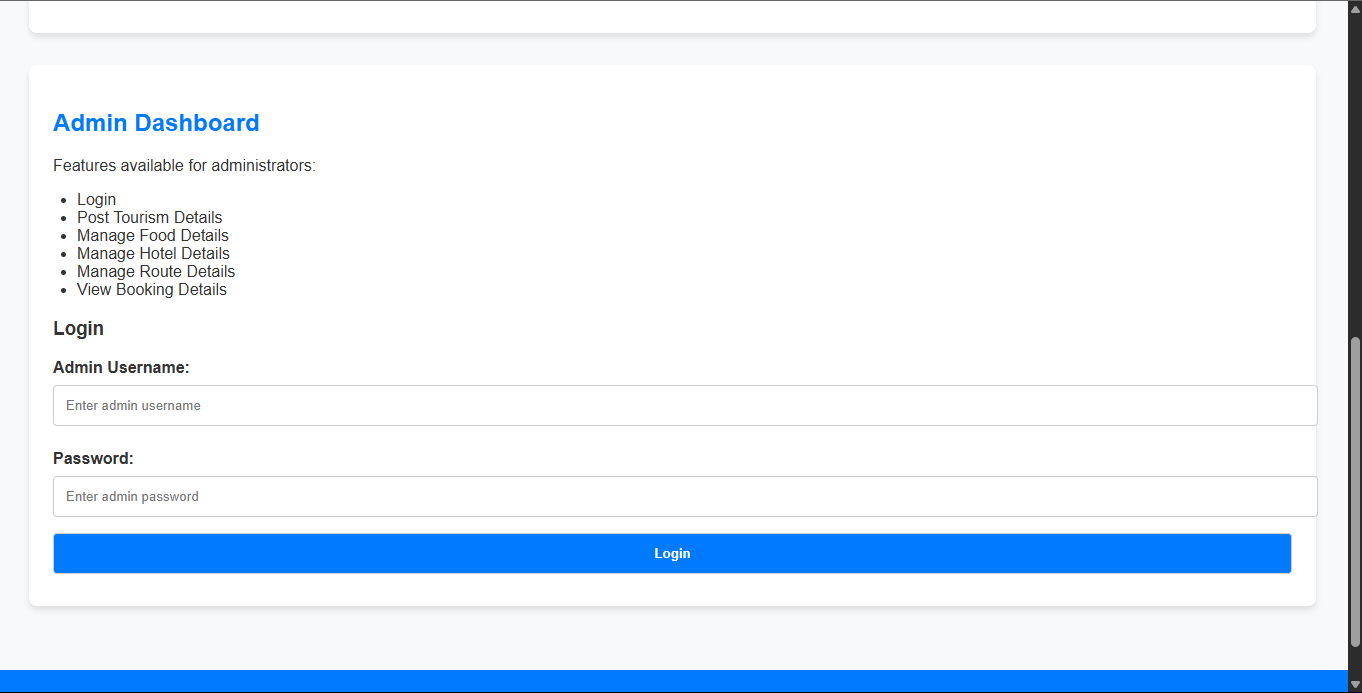 Admin Dashboard
Features available for administrators:
Login
Post Tourism Details
Manage Food Details
Manage Hotel Details
Manage Route Details
View Booking Details
Login
Admin Username:
Enter admin username
Password:
Enter admin password
Login